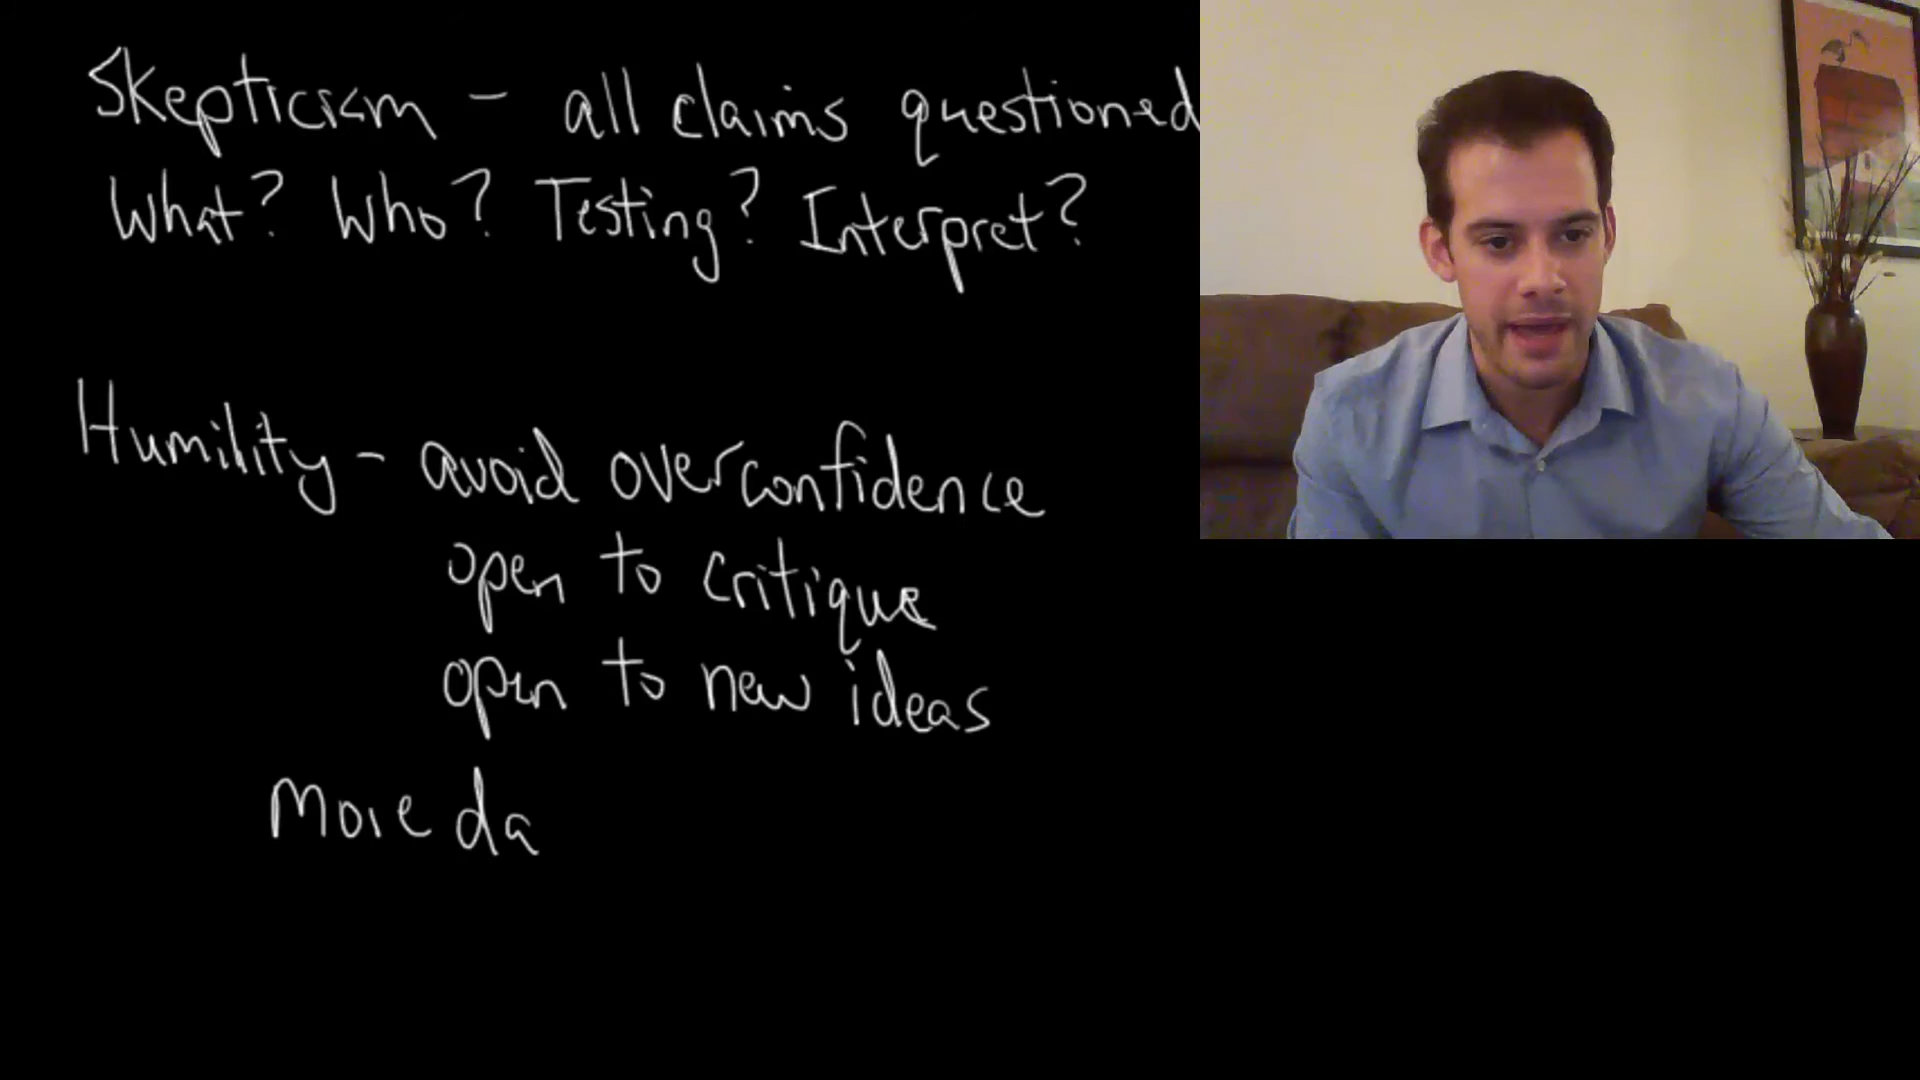 Skepticism - all claims questioned
What? Who? Testing? Interpret?
Humility - avoid overconfidence
open to critique
open to new ideas
More da